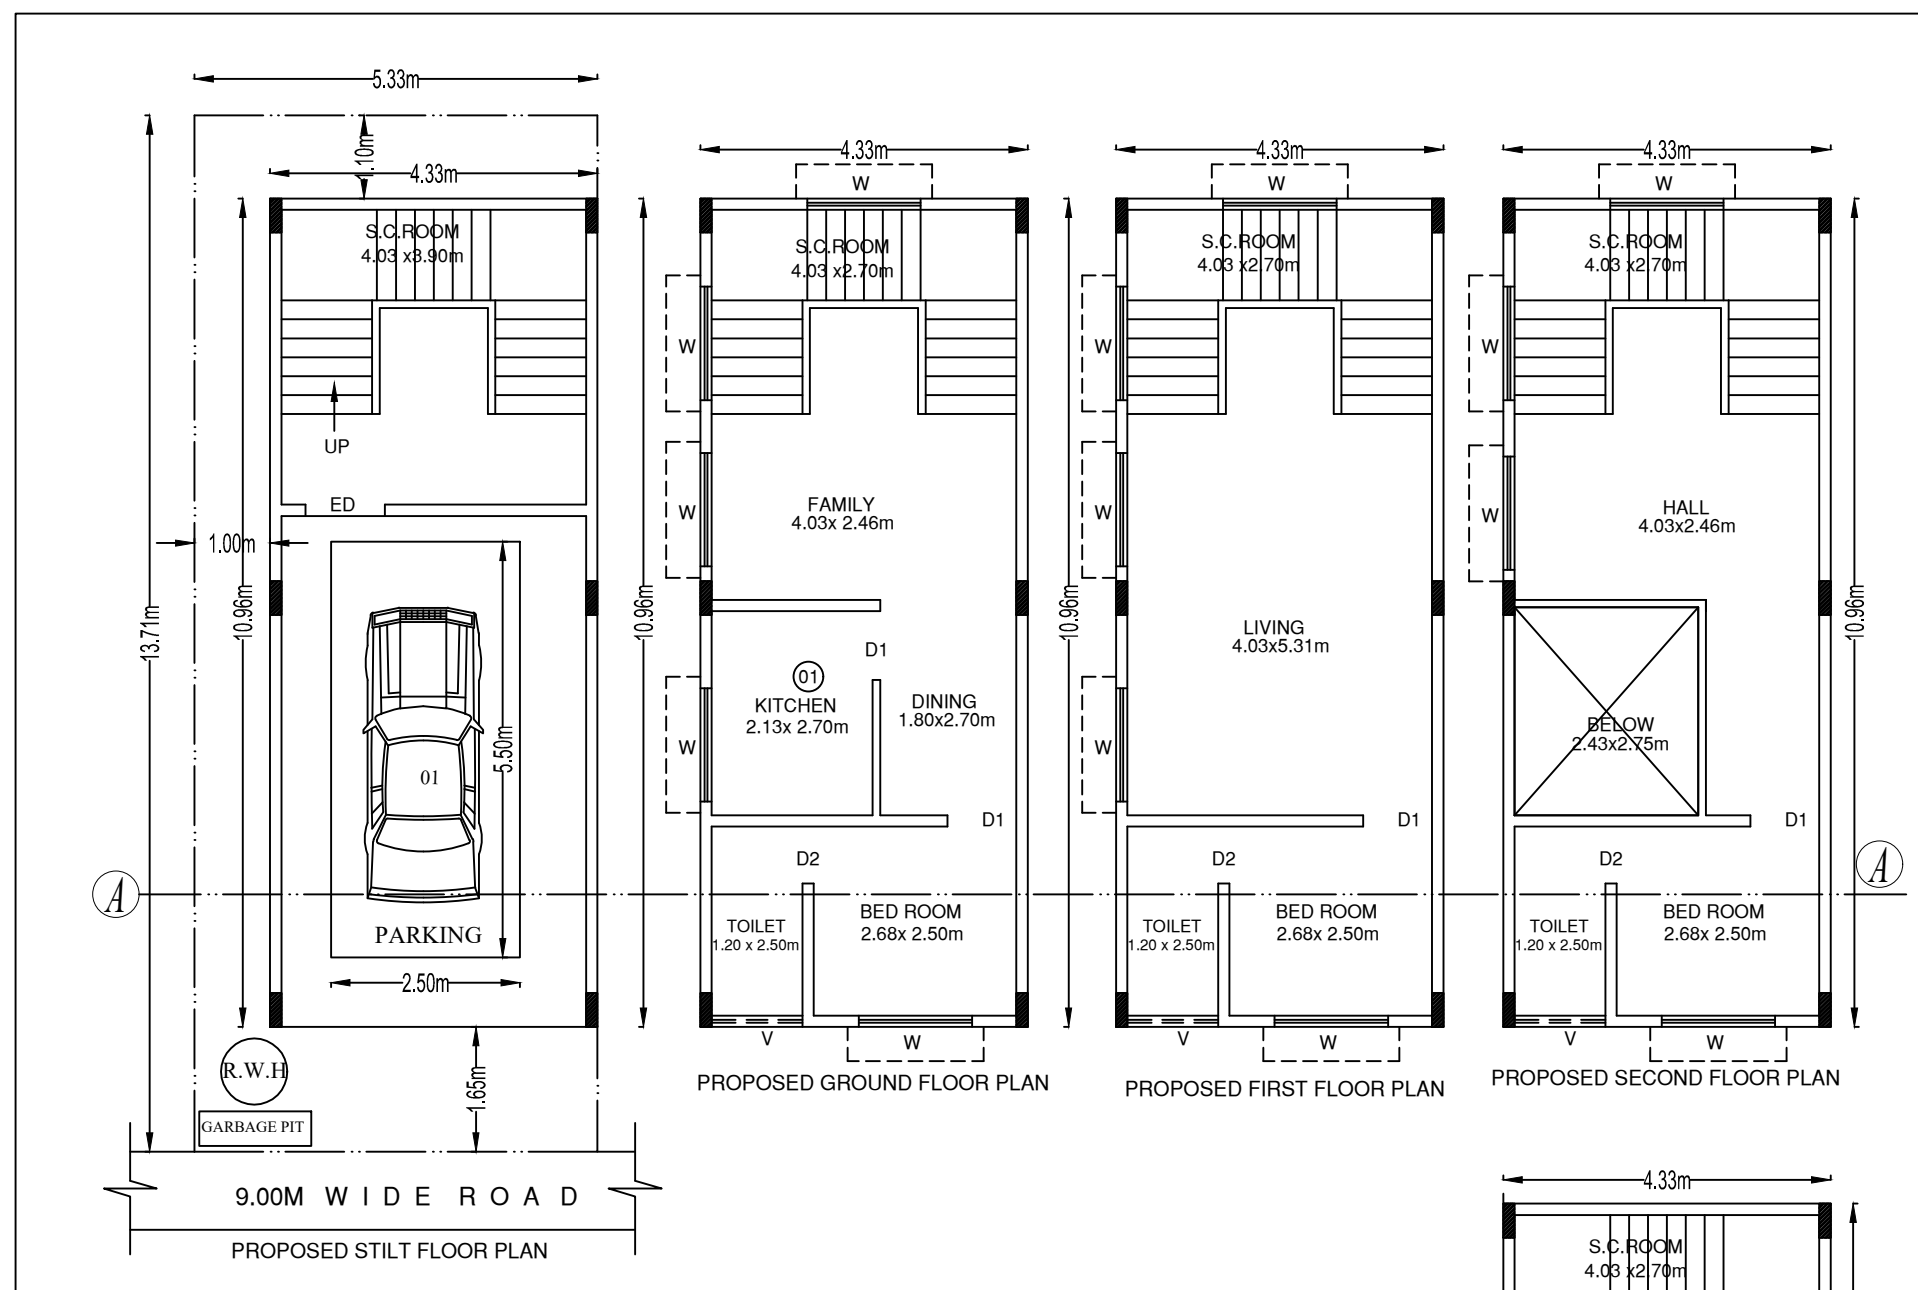 5.33m
1.10m
4.33m
S.C.ROOM
4.03 x3.90m
UP
ED
1.00m
10.96m
13.71m
5.50m
01
PARKING
2.50m
A
R.W.H
GARBAGE PIT
1.65m
9.00M WIDE ROAD
PROPOSED STILT FLOOR PLAN
4.33m
W
S.C.ROOM
4.03 x2.70m
W
FAMILY
4.03x 2.46m
W
10.96m
D1
01
KITCHEN
2.13x 2.70m
DINING
1.80x2.70m
W
D1
D2
TOILET
1.20 x 2.50m
BED ROOM
2.68x 2.50m
V
W
PROPOSED GROUND FLOOR PLAN
4.33m
W
S.C.ROOM
4.03 x2.70m
W
W
10.96m
LIVING
4.03x5.31m
W
D1
D2
TOILET
1.20 x 2.50m
BED ROOM
2.68x 2.50m
V
W
PROPOSED FIRST FLOOR PLAN
4.33m
W
S.C.ROOM
4.03 x2.70m
W
HALL
4.03x2.46m
W
10.96m
BELOW
2.43x2.75m
D1
D2
A
TOILET
1.20 x 2.50m
BED ROOM
2.68x 2.50m
V
W
PROPOSED SECOND FLOOR PLAN
4.33m
S.C.ROOM
4.03 x2.70m